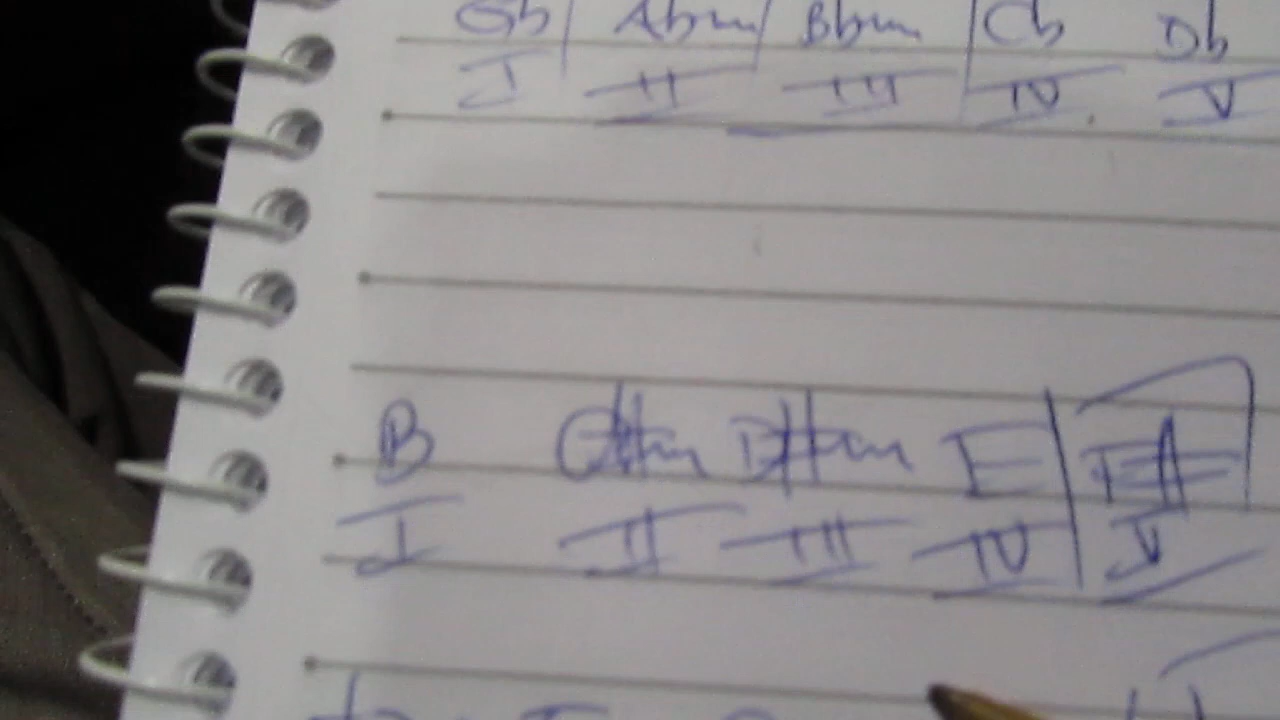 Gb | Abm | Bbm | Cb Db
I II III IV V
B C#m D#m E | F#
I II III IV V